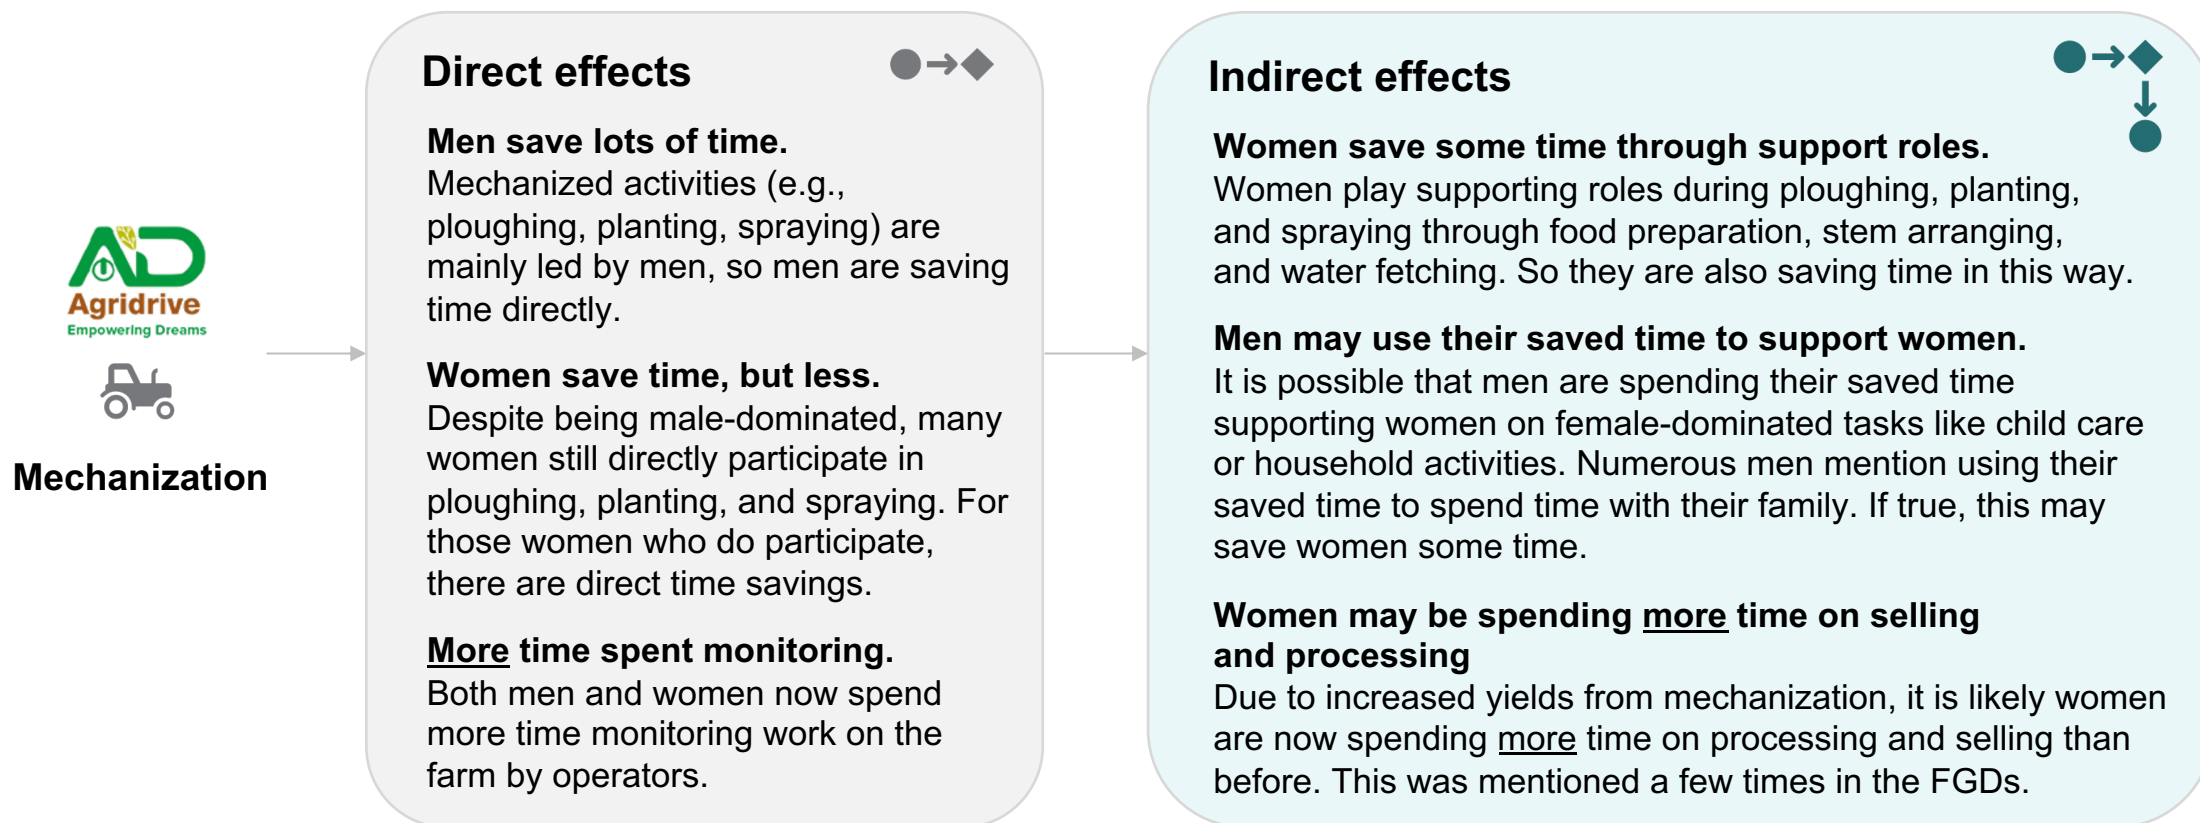 AD
Agridrive
Empowering Dreams
Mechanization
Direct effects
Men save lots of time.
Mechanized activities (e.g.,
ploughing, planting, spraying) are
mainly led by men, so men are saving
time directly.
Women save time, but less.
Despite being male-dominated, many
women still directly participate in
ploughing, planting, and spraying. For
those women who do participate,
there are direct time savings.
More time spent monitoring.
Both men and women now spend
more time monitoring work on the
farm by operators.
Indirect effects
Women save some time through support roles.
Women play supporting roles during ploughing, planting,
and spraying through food preparation, stem arranging,
and water fetching. So they are also saving time in this way.
Men may use their saved time to support women.
It is possible that men are spending their saved time
supporting women on female-dominated tasks like child care
or household activities. Numerous men mention using their
saved time to spend time with their family. If true, this may
save women some time.
Women may be spending more time on selling
and processing
Due to increased yields from mechanization, it is likely women
are now spending more time on processing and selling than
before. This was mentioned a few times in the FGDs.